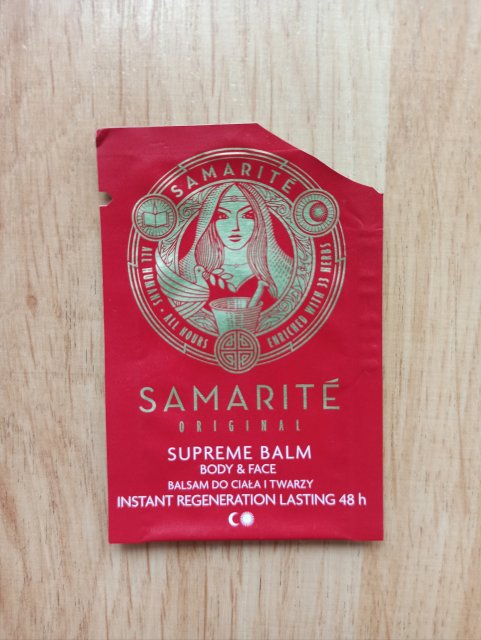 SAMARITÉ
ALL HUMANS • ALL HOURS
ENRICHED WITH 33 HERBS
SAMARITÉ
ORIGINAL
SUPREME BALM
BODY & FACE
BALSAM DO CIAŁA I TWARZY
INSTANT REGENERATION LASTING 48 h